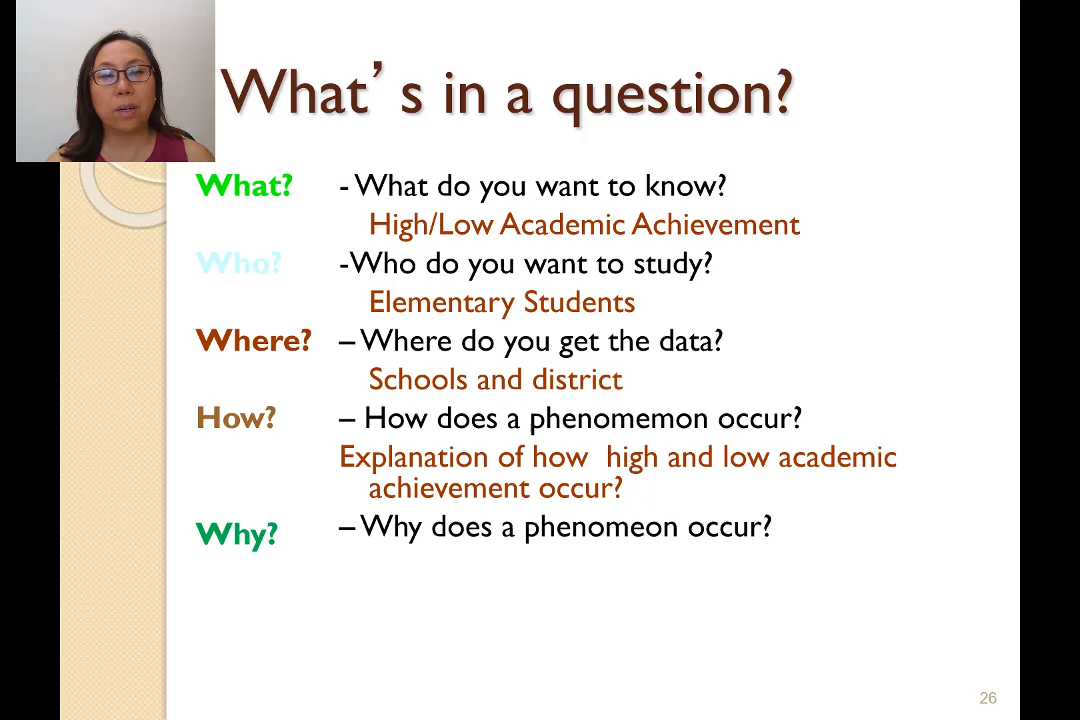 What's in a question?
What? - What do you want to know?
High/Low Academic Achievement
Who? -Who do you want to study?
Elementary Students
Where? – Where do you get the data?
Schools and district
How? – How does a phenomemon occur?
Explanation of how high and low academic
achievement occur?
Why? – Why does a phenomeon occur?
26